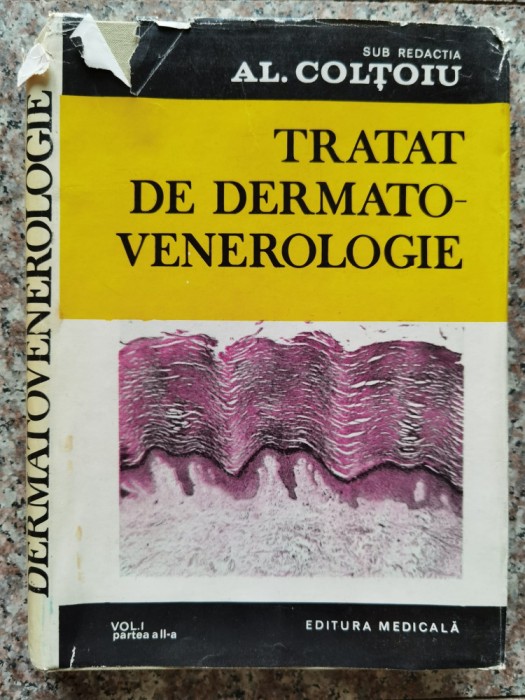 SUB REDACTIA
AL. COLȚOIU
TRATAT
DE DERMATO-
VENEROLOGIE
VOL.I
partea a II-a
EDITURA MEDICALĂ
DERMATOVENEROLOGIE